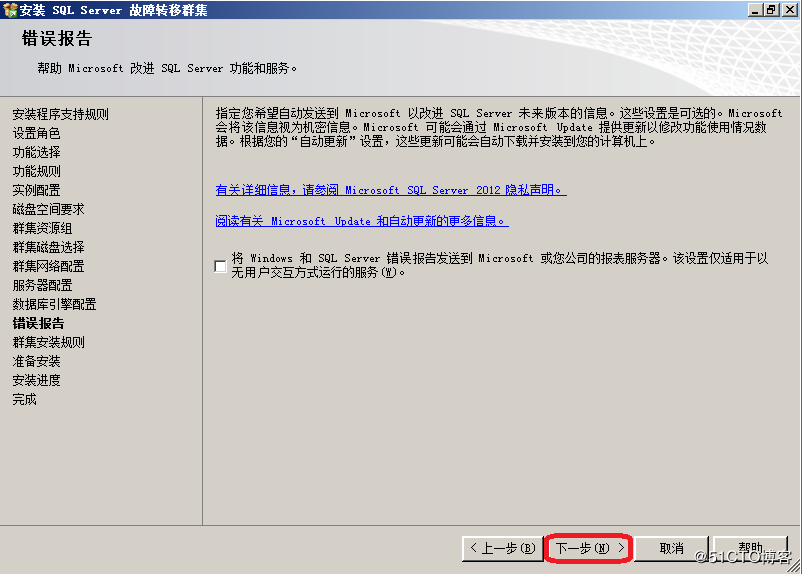 安装 SQL Server 故障转移群集
错误报告
帮助 Microsoft 改进 SQL Server 功能和服务。
安装程序支持规则
设置角色
功能选择
功能规则
实例配置
磁盘空间要求
群集资源组
群集磁盘选择
群集网络配置
服务器配置
数据库引擎配置
错误报告
群集安装规则
准备安装
安装进度
完成
指定您希望自动发送到 Microsoft 以改进 SQL Server 未来版本的信息。这些设置是可选的。Microsoft
会将该信息视为机密信息。Microsoft 可能会通过 Microsoft Update 提供更新以修改功能使用情况数
据。根据您的“自动更新”设置，这些更新可能会自动下载并安装到您的计算机上。
有关详细信息，请参阅 Microsoft SQL Server 2012 隐私声明。
阅读有关 Microsoft Update 和自动更新的更多信息。
将 Windows 和 SQL Server 错误报告发送到 Microsoft 或您公司的报表服务器。该设置仅适用于以
无用户交互方式运行的服务(W)。
< 上一步(B)
下一步(N) >
取消
帮助
@51CTO博客